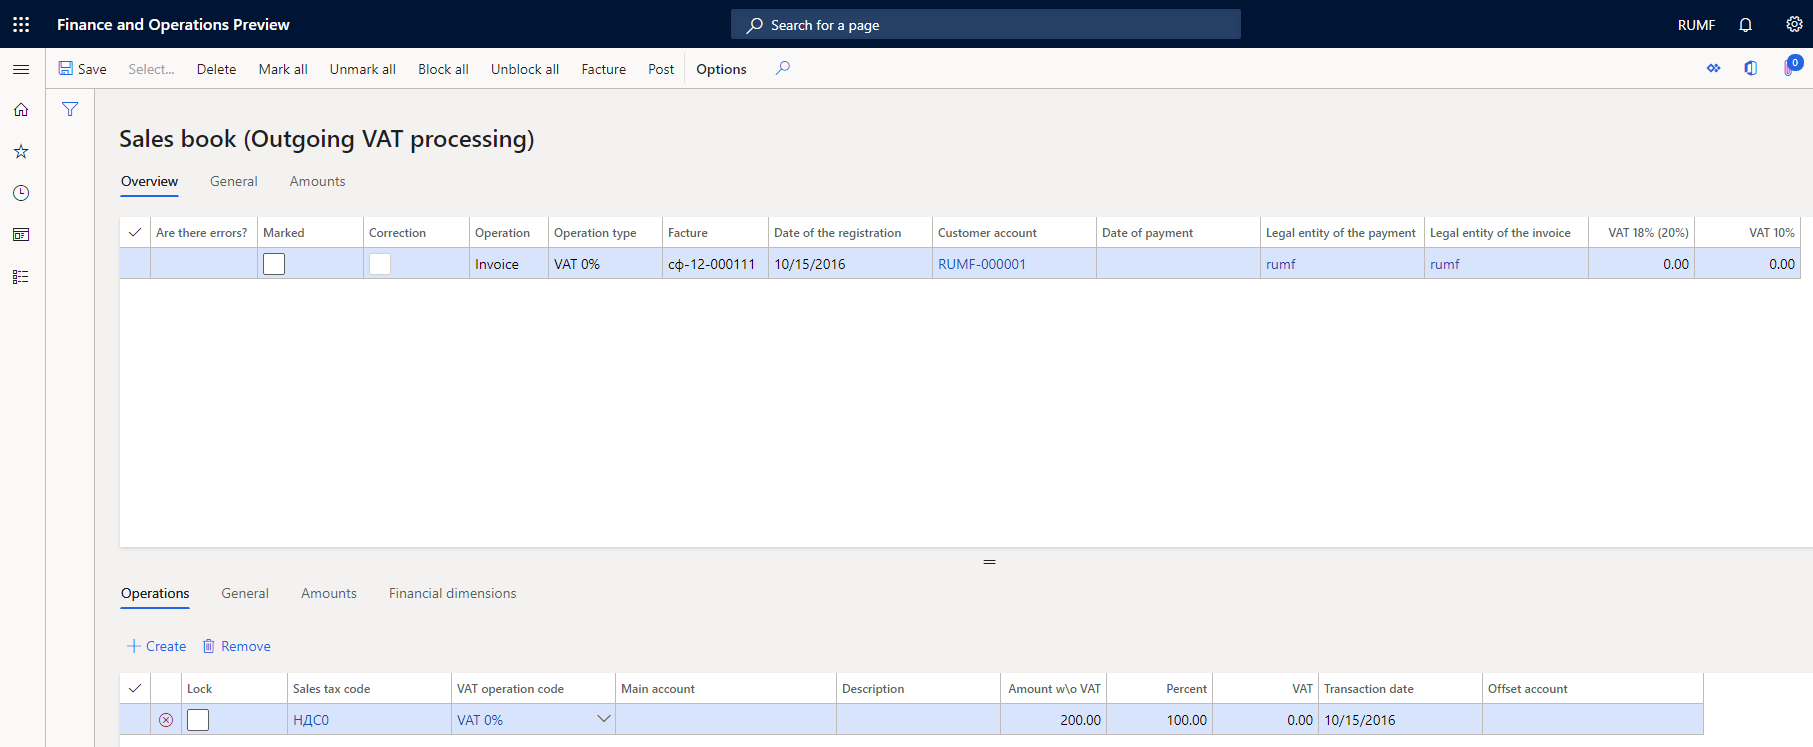 Finance and Operations Preview Search for a page RUMF
Save Select... Delete Mark all Unmark all Block all Unblock all Facture Post Options 0
Sales book (Outgoing VAT processing)
Overview General Amounts
Are there errors? Marked Correction Operation Operation type Facture Date of the registration Customer account Date of payment Legal entity of the payment Legal entity of the invoice VAT 18% (20%) VAT 10%
Invoice VAT 0% сф-12-000111 10/15/2016 RUMF-000001 rumf rumf 0.00 0.00
Operations General Amounts Financial dimensions
Create Remove
Lock Sales tax code VAT operation code Main account Description Amount w\o VAT Percent VAT Transaction date Offset account
НДС0 VAT 0% 200.00 100.00 0.00 10/15/2016